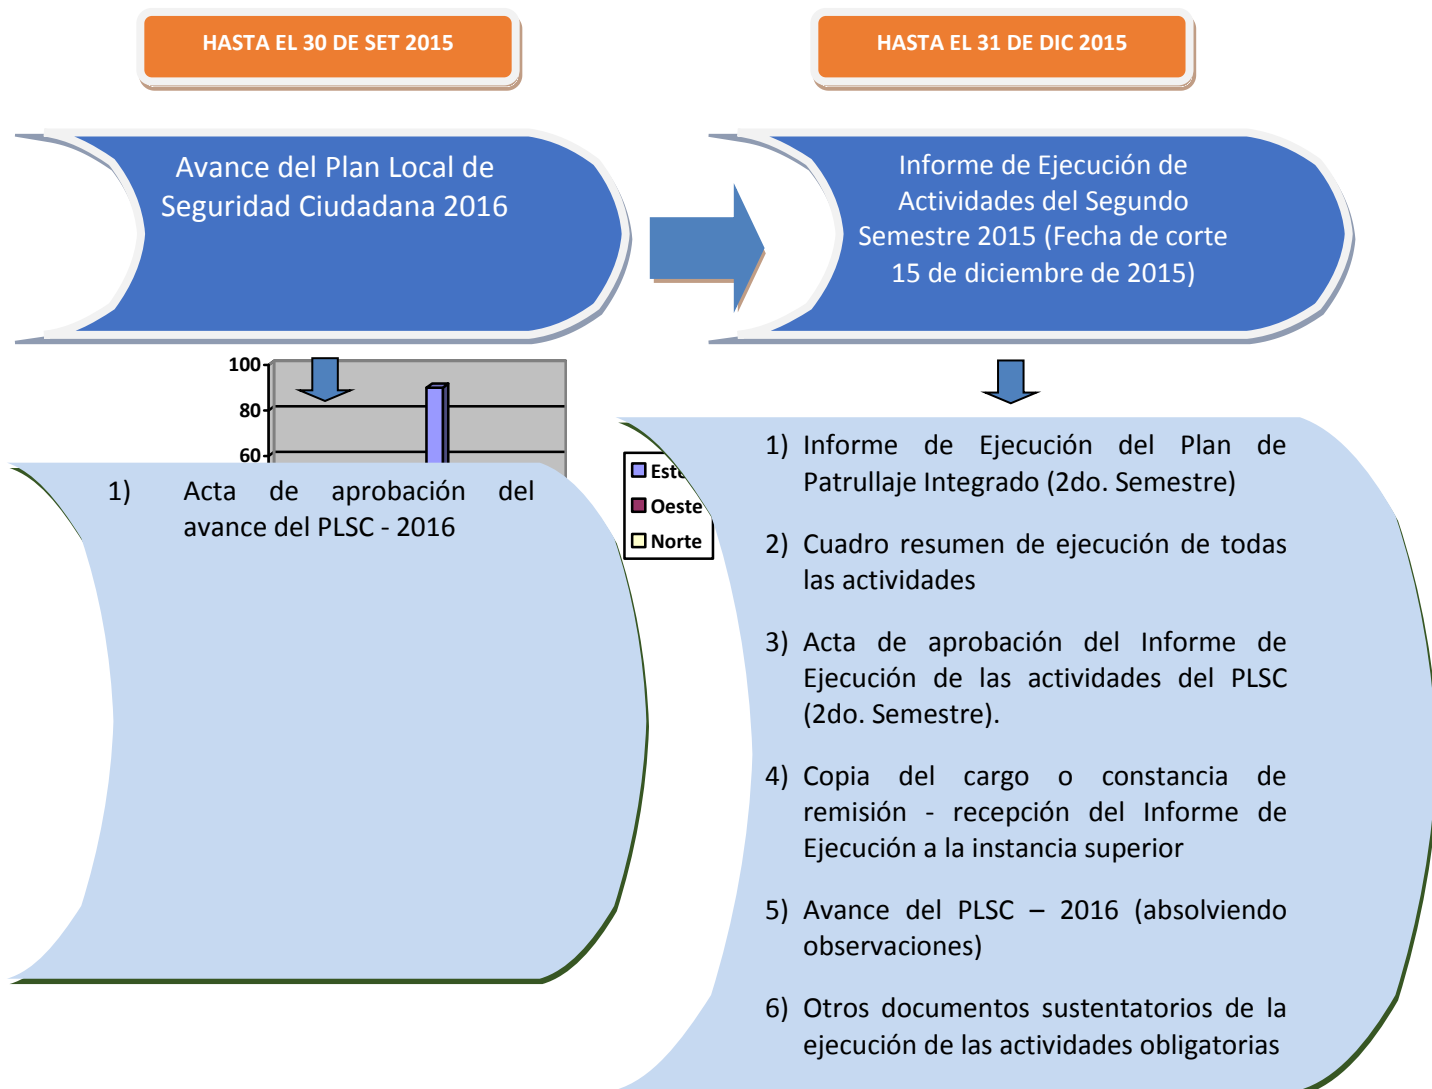 HASTA EL 30 DE SET 2015
HASTA EL 31 DE DIC 2015
Avance del Plan Local de
Seguridad Ciudadana 2016
Informe de Ejecución de
Actividades del Segundo
Semestre 2015 (Fecha de corte
15 de diciembre de 2015)
100
80
60
Este
Oeste
Norte
1) Acta de aprobación del
avance del PLSC - 2016
1) Informe de Ejecución del Plan de
Patrullaje Integrado (2do. Semestre)
2) Cuadro resumen de ejecución de todas
las actividades
3) Acta de aprobación del Informe de
Ejecución de las actividades del PLSC
(2do. Semestre).
4) Copia del cargo o constancia de
remisión - recepción del Informe de
Ejecución a la instancia superior
5) Avance del PLSC – 2016 (absolviendo
observaciones)
6) Otros documentos sustentatorios de la
ejecución de las actividades obligatorias